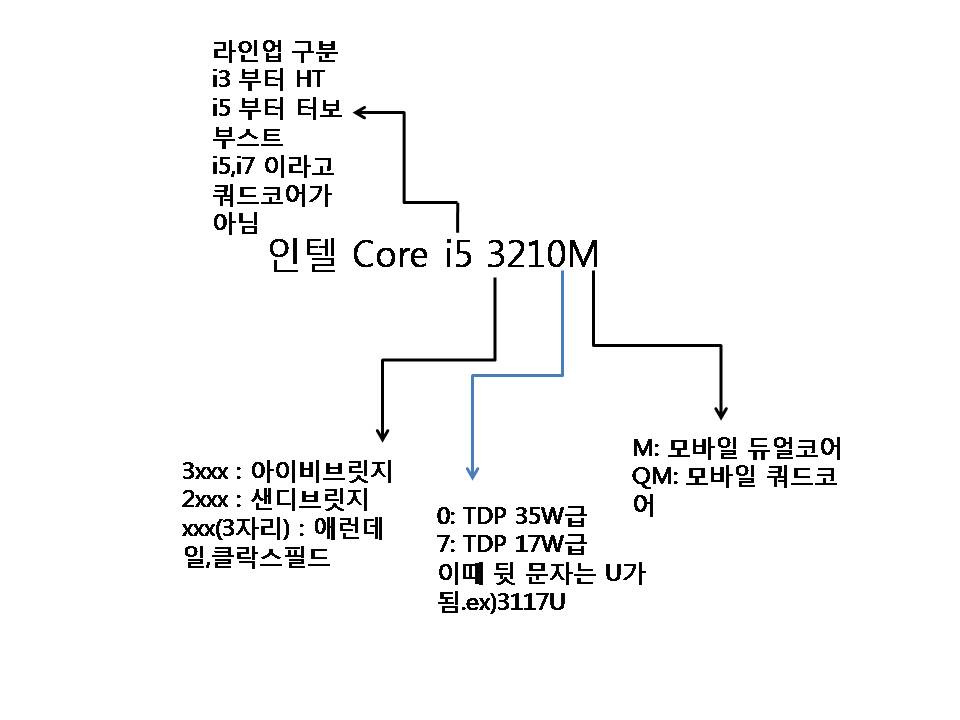 라인업 구분
i3 부터 HT
i5 부터 터보
부스트
i5,i7 이라고
쿼드코어가
아님
인텔 Core i5 3210M
3xxx : 아이비브릿지
2xxx : 샌디브릿지
xxx(3자리) : 애런데
일,클락스필드
0: TDP 35W급
7: TDP 17W급
이때 뒷 문자는 U가
됨.ex)3117U
M: 모바일 듀얼코어
QM: 모바일 쿼드코
어